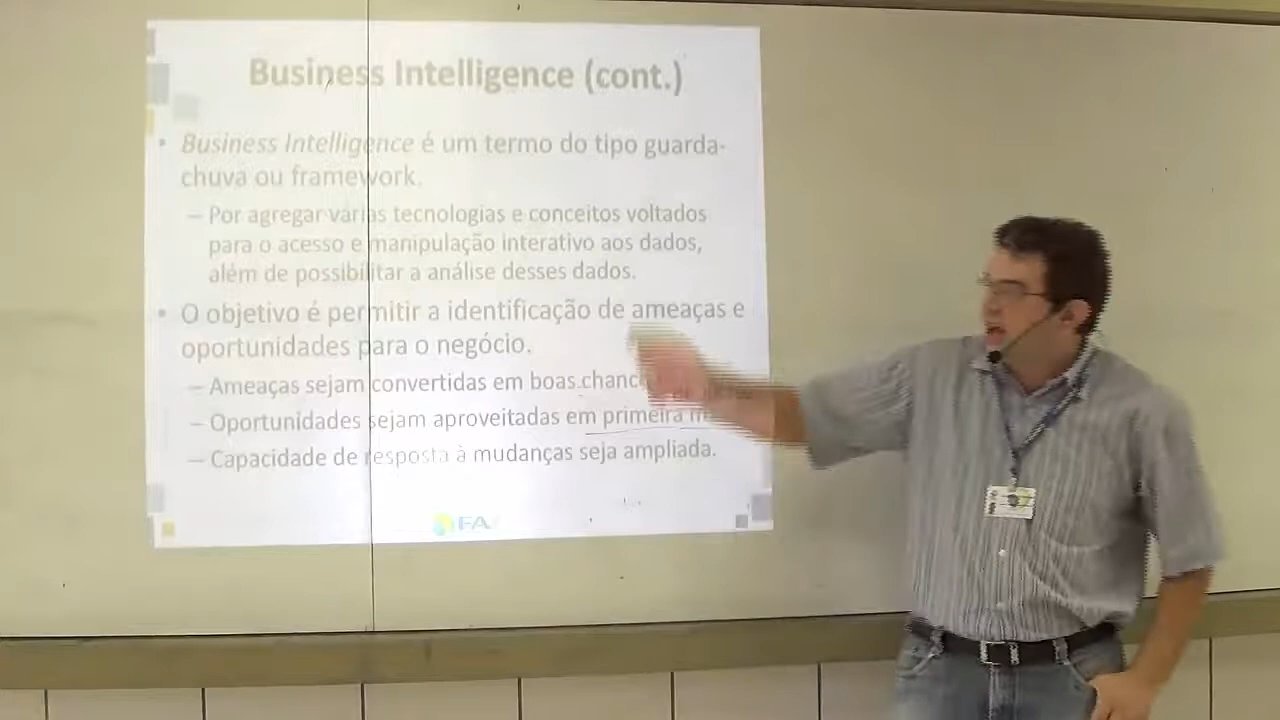 Business Intelligence (cont.)
• Business Intelligence é um termo do tipo guarda-
chuva ou framework.
– Por agregar várias tecnologias e conceitos voltados
para o acesso e manipulação interativo aos dados,
além de possibilitar a análise desses dados.
• O objetivo é permitir a identificação de ameaças e
oportunidades para o negócio.
– Ameaças sejam convertidas em boas
– Oportunidades sejam aproveitadas em primeira
– Capacidade de resposta à mudanças seja ampliada.